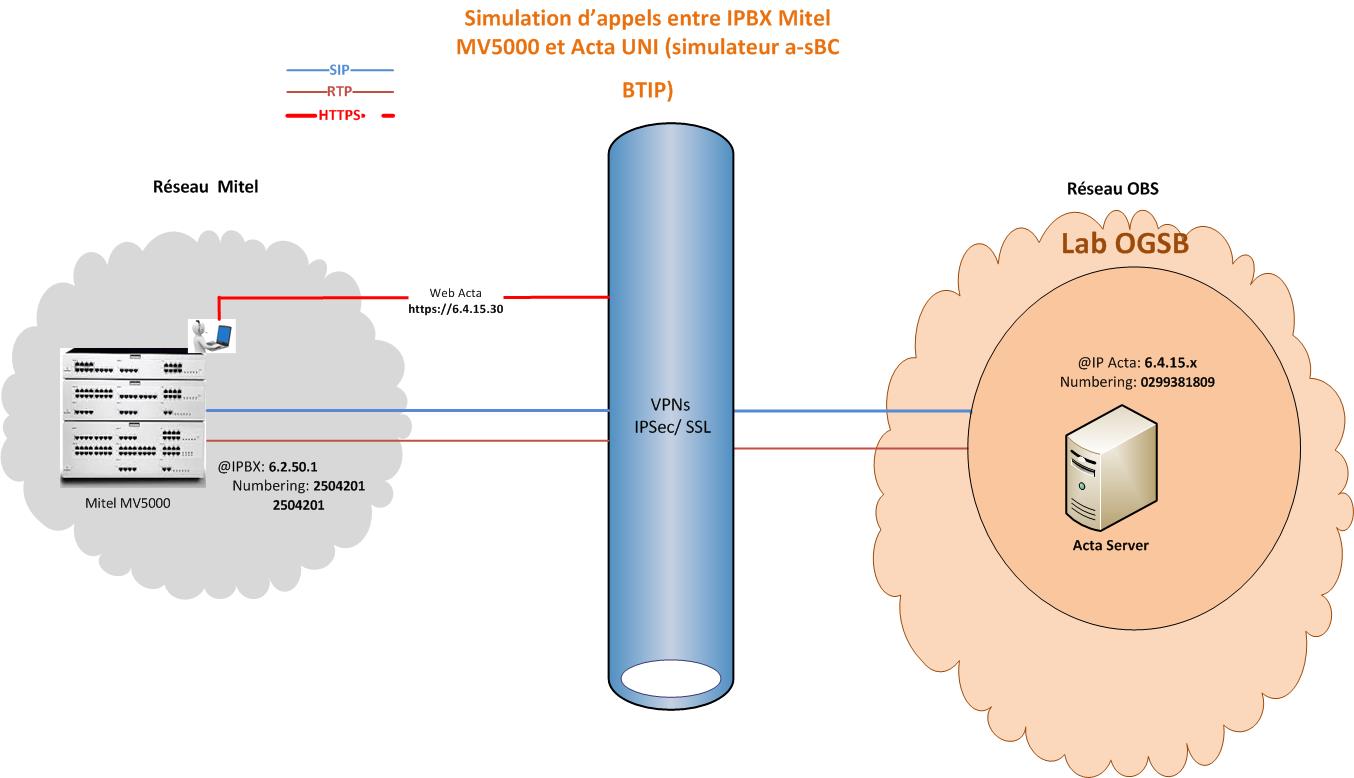 Simulation d'appels entre IPBX Mitel
MV5000 et Acta UNI (simulateur a-sBC
BTIP)
SIP
RTP
HTTPS
Réseau Mitel
Réseau OBS
Lab OGSB
Web Acta
https://6.4.15.30
@IP Acta: 6.4.15.x
Numbering: 0299381809
VPNs
IPSec/ SSL
@IPBX: 6.2.50.1
Numbering: 2504201
2504201
Mitel MV5000
Acta Server